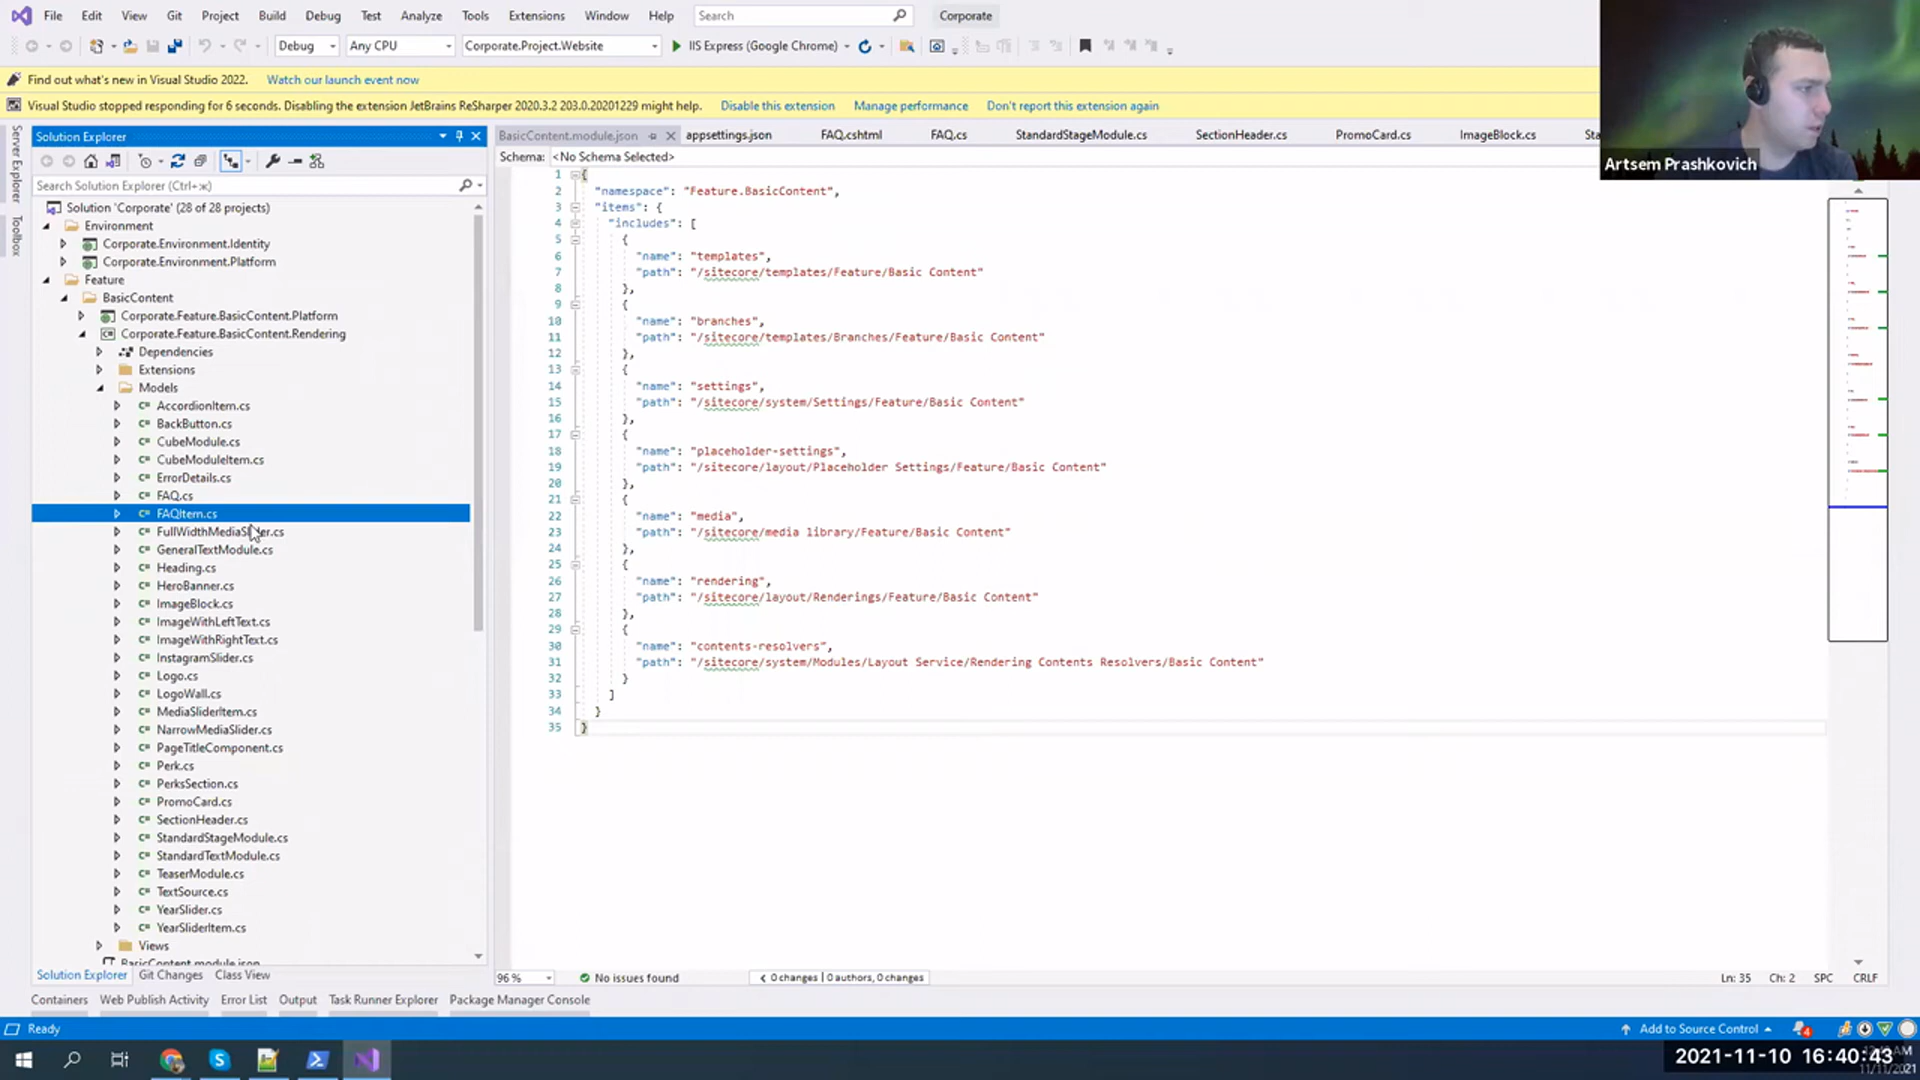 File Edit View Git Project Build Debug Test Analyze Tools Extensions Window Help Search Corporate
Debug Any CPU Corporate.Project.Website IIS Express (Google Chrome)
Find out what's new in Visual Studio 2022. Watch our launch event now
Visual Studio stopped responding for 6 seconds. Disabling the extension JetBrains ReSharper 2020.3.2 203.0.20201229 might help. Disable this extension Manage performance Don't report this extension again
Artsem Prashkovich
Server Explorer
Toolbox
Solution Explorer
Search Solution Explorer (Ctrl+ж)
Solution 'Corporate' (28 of 28 projects)
Environment
Corporate.Environment.Identity
Corporate.Environment.Platform
Feature
BasicContent
Corporate.Feature.BasicContent.Platform
Corporate.Feature.BasicContent.Rendering
Dependencies
Extensions
Models
AccordionItem.cs
BackButton.cs
CubeModule.cs
CubeModuleItem.cs
ErrorDetails.cs
FAQ.cs
FAQItem.cs
FullWidthMediaSlider.cs
GeneralTextModule.cs
Heading.cs
HeroBanner.cs
ImageBlock.cs
ImageWithLeftText.cs
ImageWithRightText.cs
InstagramSlider.cs
Logo.cs
LogoWall.cs
MediaSliderItem.cs
NarrowMediaSlider.cs
PageTitleComponent.cs
Perk.cs
PerksSection.cs
PromoCard.cs
SectionHeader.cs
StandardStageModule.cs
StandardTextModule.cs
TeaserModule.cs
TextSource.cs
YearSlider.cs
YearSliderItem.cs
Views
BasicContent.module.json
Solution Explorer Git Changes Class View
BasicContent.module.json appsettings.json FAQ.cshtml FAQ.cs StandardStageModule.cs SectionHeader.cs PromoCard.cs ImageBlock.cs
Schema: <No Schema Selected>
1 {
2 "namespace": "Feature.BasicContent",
3 "items": {
4 "includes": [
5 {
6 "name": "templates",
7 "path": "/sitecore/templates/Feature/Basic Content"
8 },
9 {
10 "name": "branches",
11 "path": "/sitecore/templates/Branches/Feature/Basic Content"
12 },
13 {
14 "name": "settings",
15 "path": "/sitecore/system/Settings/Feature/Basic Content"
16 },
17 {
18 "name": "placeholder-settings",
19 "path": "/sitecore/layout/Placeholder Settings/Feature/Basic Content"
20 },
21 {
22 "name": "media",
23 "path": "/sitecore/media library/Feature/Basic Content"
24 },
25 {
26 "name": "rendering",
27 "path": "/sitecore/layout/Renderings/Feature/Basic Content"
28 },
29 {
30 "name": "contents-resolvers",
31 "path": "/sitecore/system/Modules/Layout Service/Rendering Contents Resolvers/Basic Content"
32 }
33 ]
34 }
35 }
96 % No issues found 0 changes | 0 authors, 0 changes Ln: 35 Ch: 2 SPC CRLF
Containers Web Publish Activity Error List Output Task Runner Explorer Package Manager Console
Ready Add to Source Control 4
2021-11-10 16:40:43